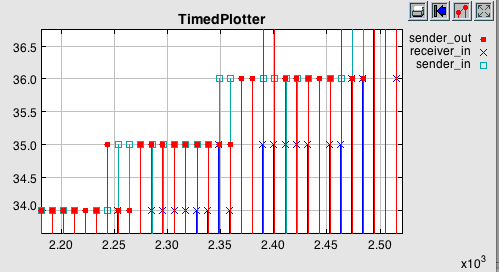 TimedPlotter
sender_out
receiver_in
sender_in
36.5
36.0
35.5
35.0
34.5
34.0
2.20 2.25 2.30 2.35 2.40 2.45 2.50
x10³